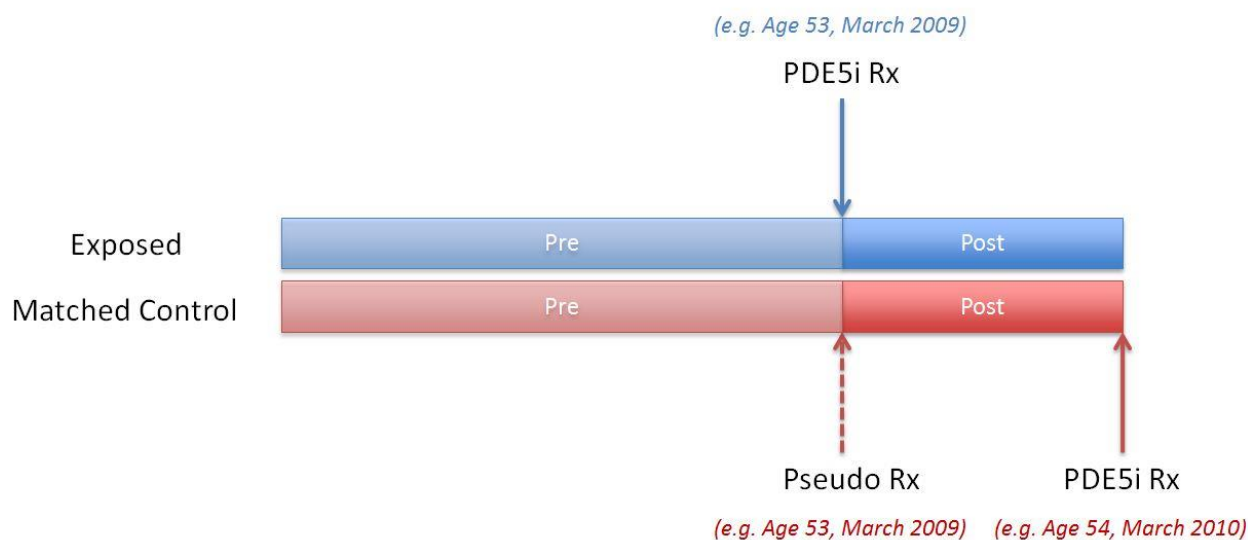 (e.g. Age 53, March 2009)
PDE5i Rx
Exposed
Pre
Post
Matched Control
Pre
Post
Pseudo Rx
PDE5i Rx
(e.g. Age 53, March 2009)
(e.g. Age 54, March 2010)